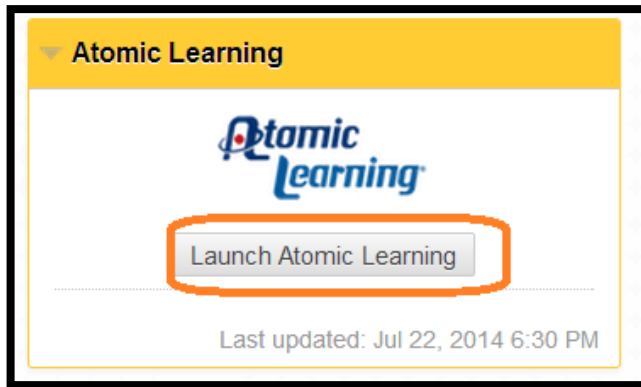 Atomic Learning
Atomic
Learning
Launch Atomic Learning
Last updated: Jul 22, 2014 6:30 PM